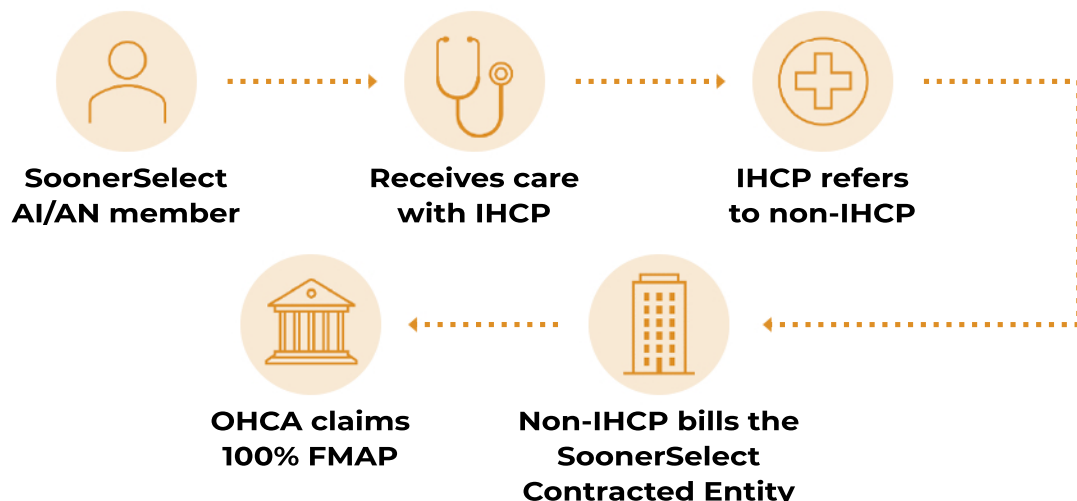 SoonerSelect
AI/AN member
Receives care
with IHCP
IHCP refers
to non-IHCP
Non-IHCP bills the
SoonerSelect
Contracted Entity
OHCA claims
100% FMAP